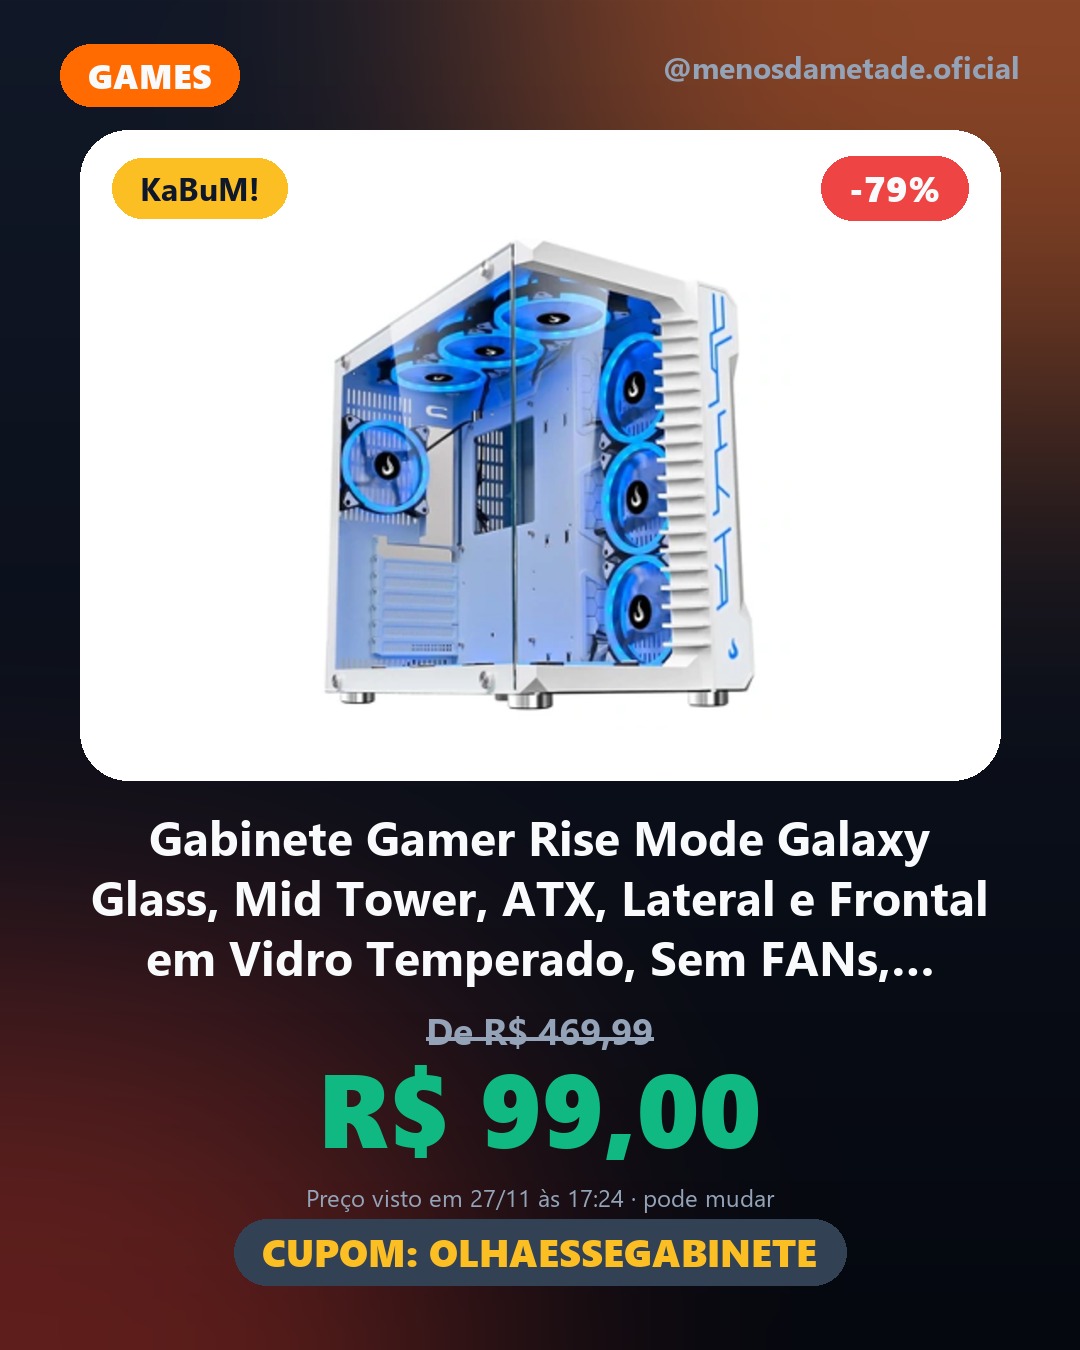 GAMES
@menosdametade.oficial
KaBuM!
-79%
Gabinete Gamer Rise Mode Galaxy
Glass, Mid Tower, ATX, Lateral e Frontal
em Vidro Temperado, Sem FANs,...
De R$ 469,99
R$ 99,00
Preço visto em 27/11 às 17:24 · pode mudar
CUPOM: OLHAESSEGABINETE